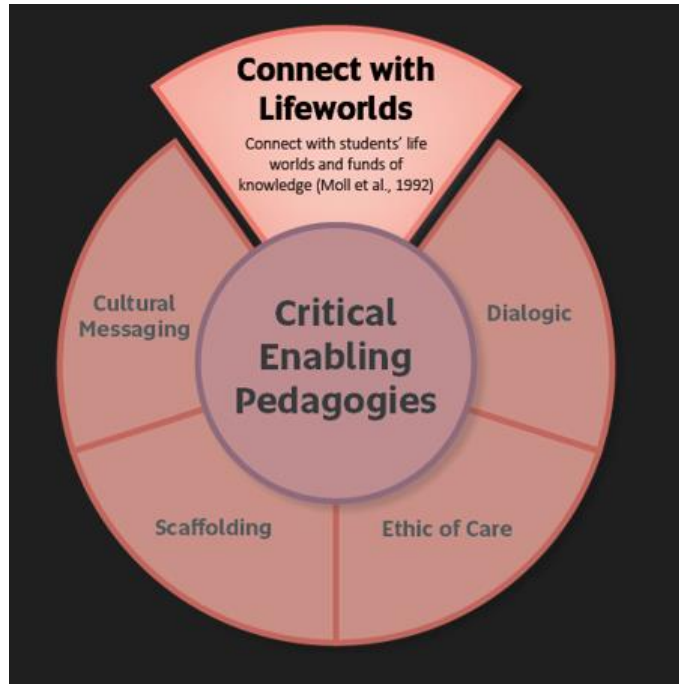 Connect with
Lifeworlds
Connect with students’ life
worlds and funds of
knowledge (Moll et al., 1992)
Cultural
Messaging
Critical
Enabling
Pedagogies
Dialogic
Scaffolding
Ethic of Care